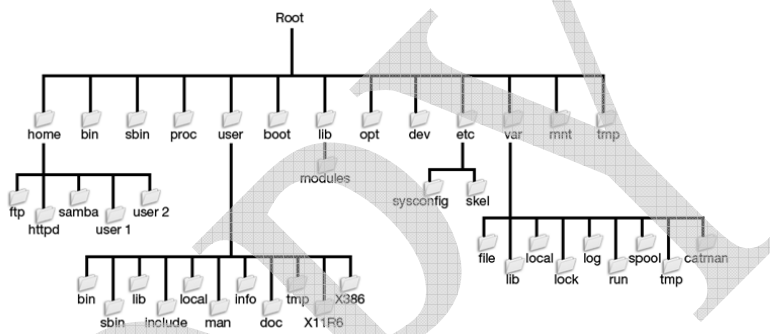 Root
home bin sbin proc user boot lib opt dev etc var mnt tmp
modules
sysconfig skel
ftp samba user 2
httpd user 1
file local log spool catman
lib lock run tmp
bin lib local info tmp X386
sbin include man doc X11R6